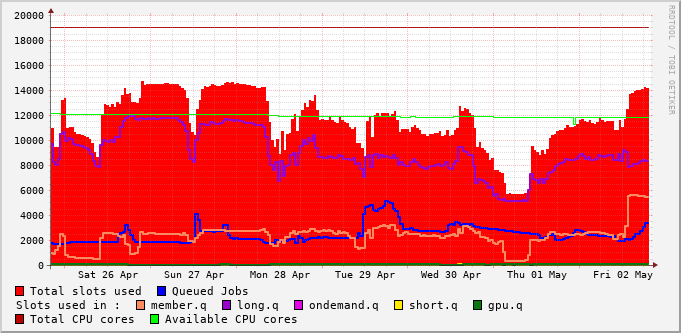 20000
18000
16000
14000
12000
10000
8000
6000
4000
2000
0
Sat 26 Apr Sun 27 Apr Mon 28 Apr Tue 29 Apr Wed 30 Apr Thu 01 May Fri 02 May
RRDTOOL / TOBI OETIKER
Total slots used Queued Jobs
Slots used in : member.q long.q ondemand.q short.q gpu.q
Total CPU cores Available CPU cores